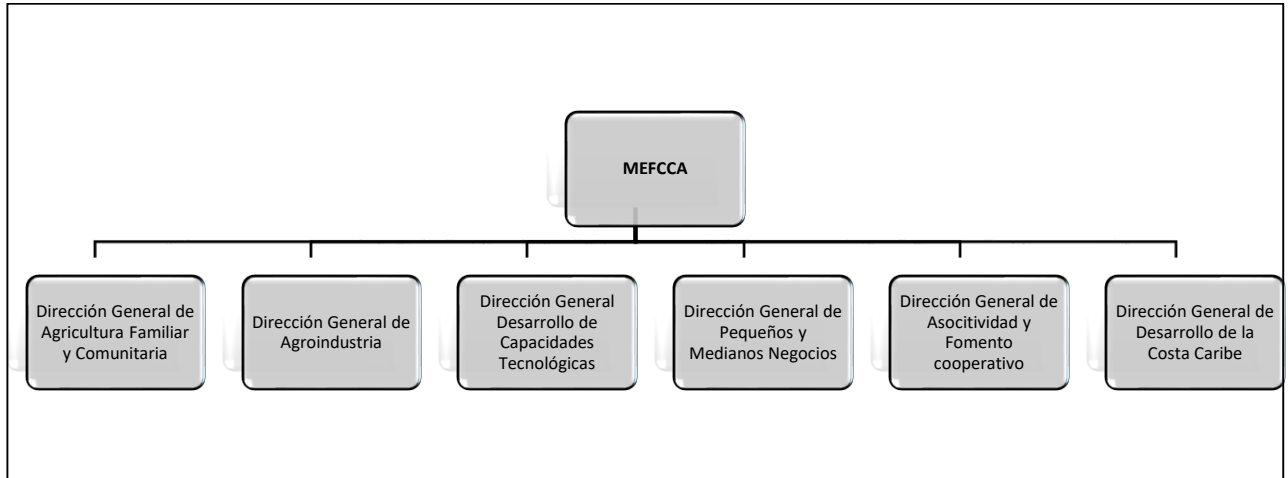 MEFCCA
Dirección General de
Agricultura Familiar
y Comunitaria
Dirección General de
Agroindustria
Dirección General
Desarrollo de
Capacidades
Tecnológicas
Dirección General de
Pequeños y
Medianos Negocios
Dirección General de
Asocitividad y
Fomento
cooperativo
Dirección General de
Desarrollo de la
Costa Caribe